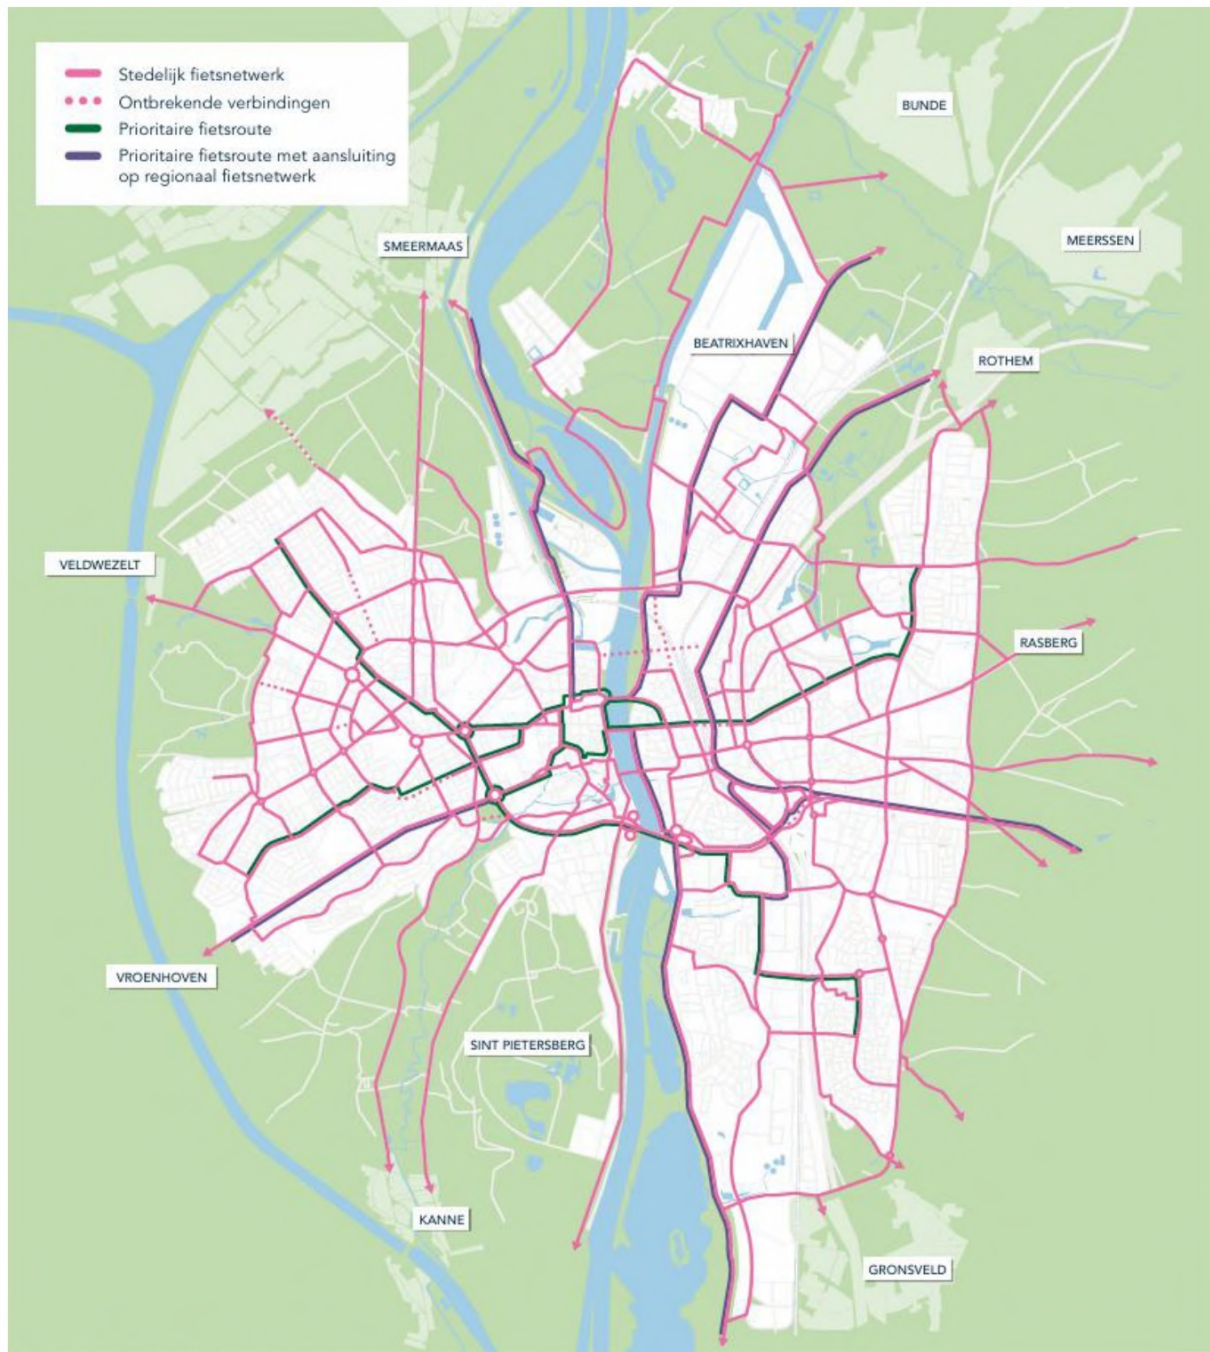 Stedelijk fietsnetwerk
Ontbrekende verbindingen
Prioritaire fietsroute
Prioritaire fietsroute met aansluiting
op regionaal fietsnetwerk
BUNDE
MEERSSEN
SMEERMAAS
BEATRIXHAVEN
ROTHEM
VELDWEZELT
RASBERG
VROENHOVEN
SINT PIETERSBERG
KANNE
GRONSVELD